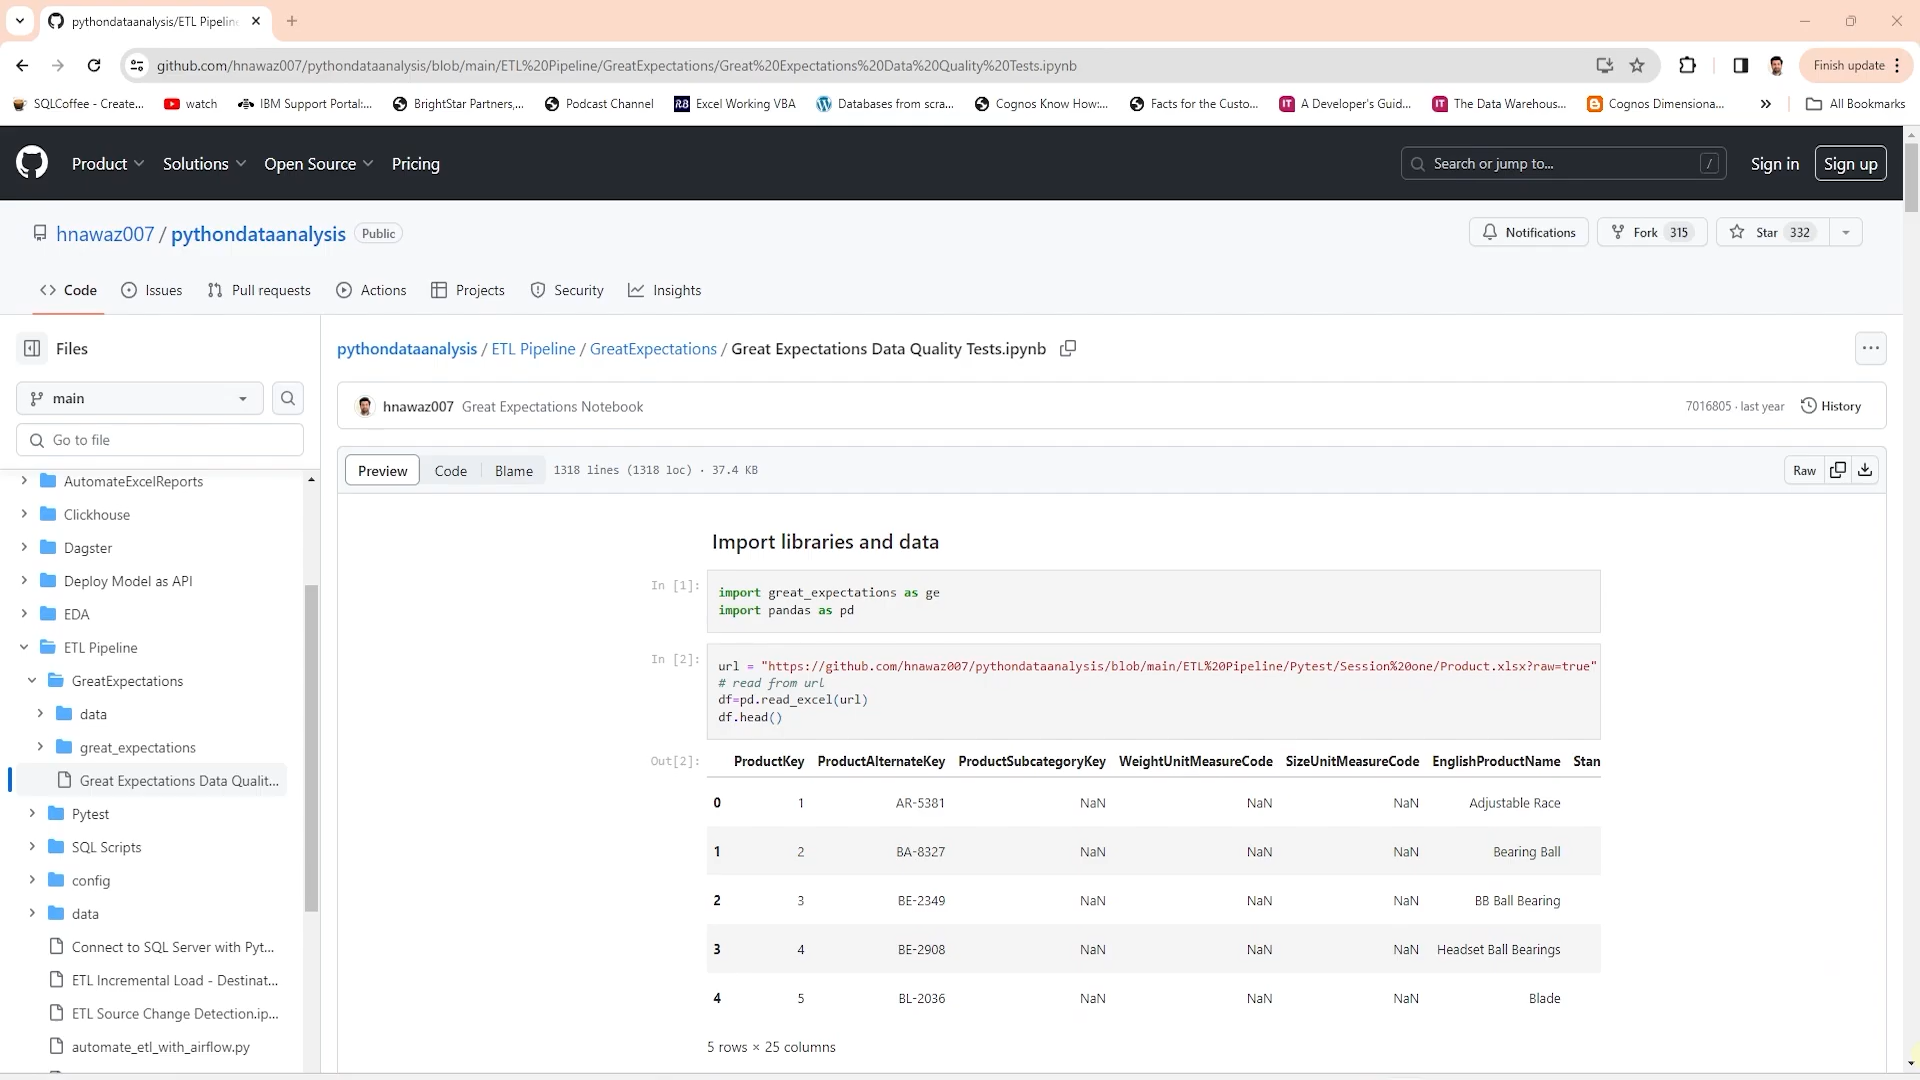 pythondataanalysis/ETL Pipelin
github.com/hnawaz007/pythondataanalysis/blob/main/ETL%20Pipeline/GreatExpectations/Great%20Expectations%20Data%20Quality%20Tests.ipynb
Finish update
SQLCoffee - Create... watch IBM Support Portal:... BrightStar Partners,... Podcast Channel Excel Working VBA Databases from scra... Cognos Know How:... Facts for the Custo... A Developer's Guid... The Data Warehous... Cognos Dimensiona... » All Bookmarks
Product Solutions Open Source Pricing Search or jump to... / Sign in Sign up
hnawaz007 / pythondataanalysis Public Notifications Fork 315 Star 332
<> Code Issues Pull requests Actions Projects Security Insights
Files
main
Go to file
AutomateExcelReports
Clickhouse
Dagster
Deploy Model as API
EDA
ETL Pipeline
GreatExpectations
data
great_expectations
Great Expectations Data Qualit...
Pytest
SQL Scripts
config
data
Connect to SQL Server with Pyt...
ETL Incremental Load - Destinat...
ETL Source Change Detection.ip...
automate_etl_with_airflow.py
pythondataanalysis / ETL Pipeline / GreatExpectations / Great Expectations Data Quality Tests.ipynb
hnawaz007 Great Expectations Notebook 7016805 · last year History
Preview Code Blame 1318 lines (1318 loc) · 37.4 KB Raw
Import libraries and data
In [1]:
import great_expectations as ge
import pandas as pd
In [2]:
url = "https://github.com/hnawaz007/pythondataanalysis/blob/main/ETL%20Pipeline/Pytest/Session%20one/Product.xlsx?raw=true"
# read from url
df=pd.read_excel(url)
df.head()
Out[2]:
ProductKey ProductAlternateKey ProductSubcategoryKey WeightUnitMeasureCode SizeUnitMeasureCode EnglishProductName Stan
0 1 AR-5381 NaN NaN NaN Adjustable Race
1 2 BA-8327 NaN NaN NaN Bearing Ball
2 3 BE-2349 NaN NaN NaN BB Ball Bearing
3 4 BE-2908 NaN NaN NaN Headset Ball Bearings
4 5 BL-2036 NaN NaN NaN Blade
5 rows × 25 columns